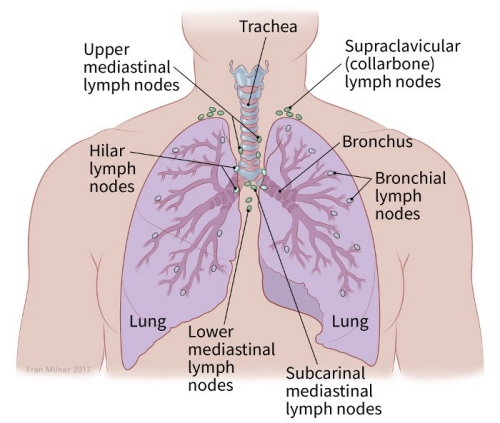 Trachea
Upper
mediastinal
lymph nodes
Supraclavicular
(collarbone)
lymph nodes
Hilar
lymph
nodes
Bronchus
Bronchial
lymph
nodes
Lung
Lung
Lower
mediastinal
lymph
nodes
Subcarinal
mediastinal
lymph nodes
Fran Milner 2017